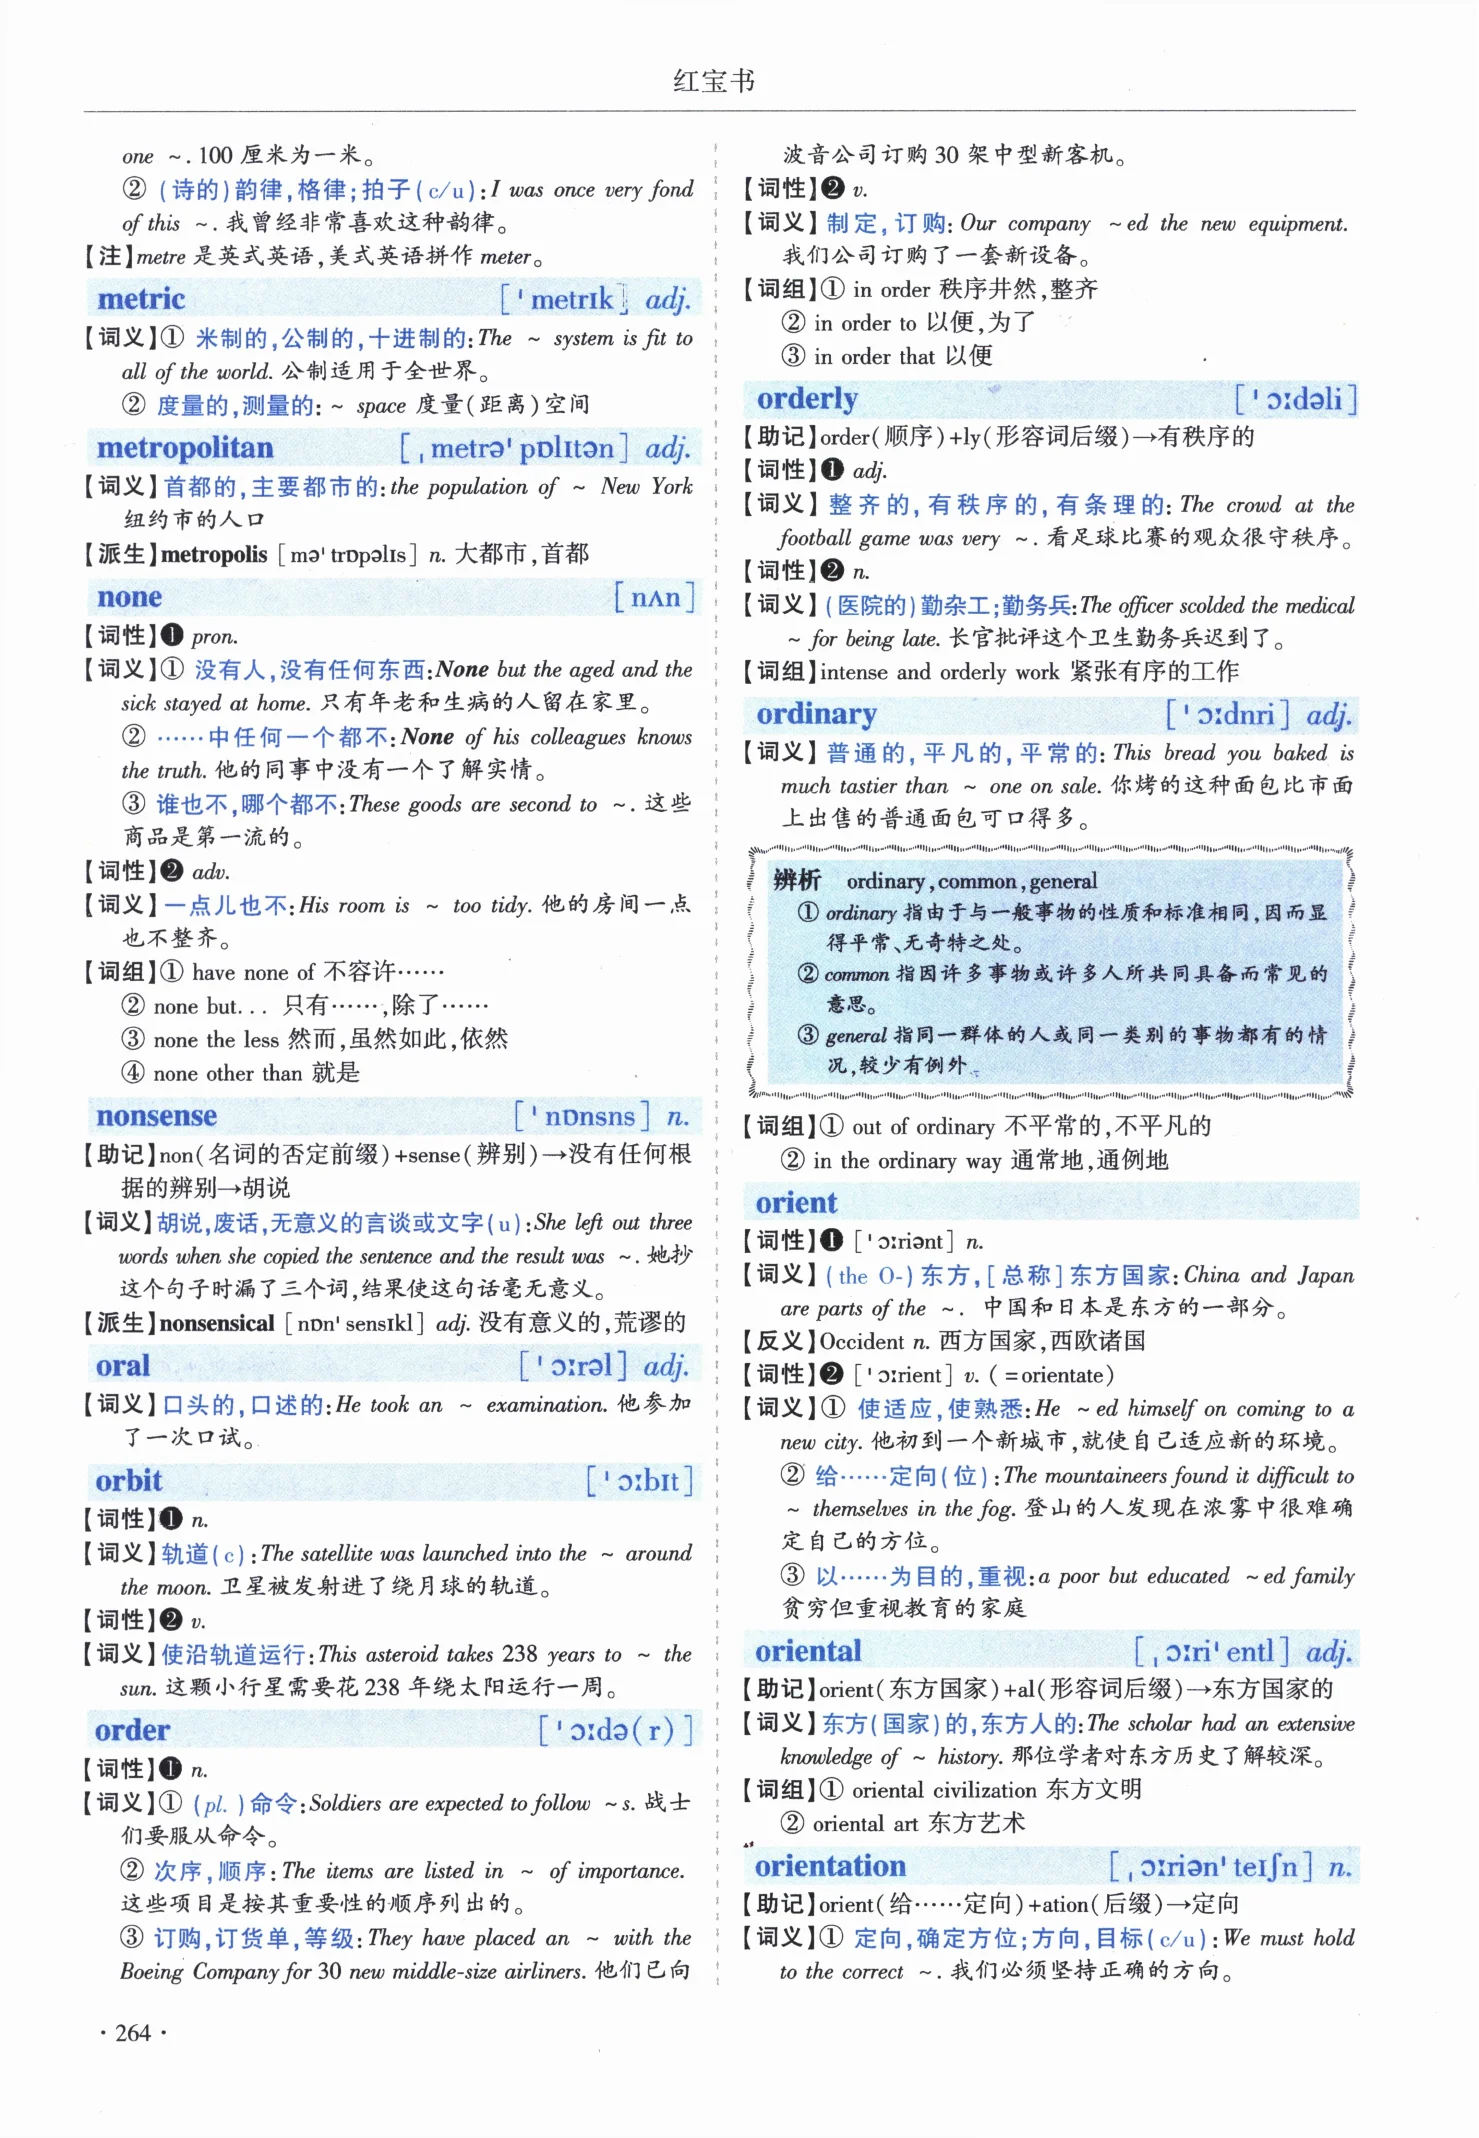 红宝书
one ~. 100 厘米为一米。
② (诗的)韵律,格律;拍子(c/u):I was once very fond
of this ~. 我曾经非常喜欢这种韵律。
【注】metre 是英式英语,美式英语拼作 meter。
metric ['metrɪk] adj.
【词义】① 米制的,公制的,十进制的:The ~ system is fit to
all of the world. 公制适用于全世界。
② 度量的,测量的: ~ space 度量(距离)空间
metropolitan [ˌmetrə'pɒlɪtən] adj.
【词义】首都的,主要都市的:the population of ~ New York
纽约市的人口
【派生】metropolis [mə'trɒpəlɪs] n. 大都市,首都
none [nʌn]
【词性】❶ pron.
【词义】① 没有人,没有任何东西:None but the aged and the
sick stayed at home. 只有年老和生病的人留在家里。
② ……中任何一个都不:None of his colleagues knows
the truth. 他的同事中没有一个了解实情。
③ 谁也不,哪个都不:These goods are second to ~. 这些
商品是第一流的。
【词性】❷ adv.
【词义】一点儿也不:His room is ~ too tidy. 他的房间一点
也不整齐。
【词组】① have none of 不容许……
② none but... 只有……,除了……
③ none the less 然而,虽然如此,依然
④ none other than 就是
nonsense ['nɒnsns] n.
【助记】non(名词的否定前缀)+sense(辨别)→没有任何根
据的辨别→胡说
【词义】胡说,废话,无意义的言谈或文字(u):She left out three
words when she copied the sentence and the result was ~. 她抄
这个句子时漏了三个词,结果使这句话毫无意义。
【派生】nonsensical [nɒn'sensɪkl] adj. 没有意义的,荒谬的
oral ['ɔːrəl] adj.
【词义】口头的,口述的:He took an ~ examination. 他参加
了一次口试。
orbit ['ɔːbɪt]
【词性】❶ n.
【词义】轨道(c):The satellite was launched into the ~ around
the moon. 卫星被发射进了绕月球的轨道。
【词性】❷ v.
【词义】使沿轨道运行:This asteroid takes 238 years to ~ the
sun. 这颗小行星需要花 238 年绕太阳运行一周。
order ['ɔːdə(r)]
【词性】❶ n.
【词义】① (pl. )命令:Soldiers are expected to follow ~s. 战士
们要服从命令。
② 次序,顺序:The items are listed in ~ of importance.
这些项目是按其重要性的顺序列出的。
③ 订购,订货单,等级:They have placed an ~ with the
Boeing Company for 30 new middle-size airliners. 他们已向
·264·
波音公司订购 30 架中型新客机。
【词性】❷ v.
【词义】制定,订购: Our company ~ed the new equipment.
我们公司订购了一套新设备。
【词组】① in order 秩序井然,整齐
② in order to 以便,为了
③ in order that 以便
orderly ['ɔːdəli]
【助记】order(顺序)+ly(形容词后缀)→有秩序的
【词性】❶ adj.
【词义】整齐的,有秩序的,有条理的: The crowd at the
football game was very ~. 看足球比赛的观众很守秩序。
【词性】❷ n.
【词义】(医院的)勤杂工;勤务兵:The officer scolded the medical
~ for being late. 长官批评这个卫生勤务兵迟到了。
【词组】intense and orderly work 紧张有序的工作
ordinary ['ɔːdnri] adj.
【词义】普通的,平凡的,平常的: This bread you baked is
much tastier than ~ one on sale. 你烤的这种面包比市面
上出售的普通面包可口得多。
辨析 ordinary,common,general
① ordinary 指由于与一般事物的性质和标准相同,因而显
得平常、无奇特之处。
② common 指因许多事物或许多人所共同具备而常见的
意思。
③ general 指同一群体的人或同一类别的事物都有的情
况,较少有例外。
【词组】① out of ordinary 不平常的,不平凡的
② in the ordinary way 通常地,通例地
orient
【词性】❶ ['ɔːriənt] n.
【词义】(the O-)东方,[总称]东方国家:China and Japan
are parts of the ~. 中国和日本是东方的一部分。
【反义】Occident n. 西方国家,西欧诸国
【词性】❷ ['ɔːrient] v. (=orientate)
【词义】① 使适应,使熟悉:He ~ed himself on coming to a
new city. 他初到一个新城市,就使自己适应新的环境。
② 给……定向(位):The mountaineers found it difficult to
~ themselves in the fog. 登山的人发现在浓雾中很难确
定自己的方位。
③ 以……为目的,重视:a poor but educated ~ed family
贫穷但重视教育的家庭
oriental [ˌɔːri'entl] adj.
【助记】orient(东方国家)+al(形容词后缀)→东方国家的
【词义】东方(国家)的,东方人的:The scholar had an extensive
knowledge of ~ history. 那位学者对东方历史了解较深。
【词组】① oriental civilization 东方文明
② oriental art 东方艺术
orientation [ˌɔːriən'teɪʃn] n.
【助记】orient(给……定向)+ation(后缀)→定向
【词义】① 定向,确定方位;方向,目标(c/u):We must hold
to the correct ~. 我们必须坚持正确的方向。